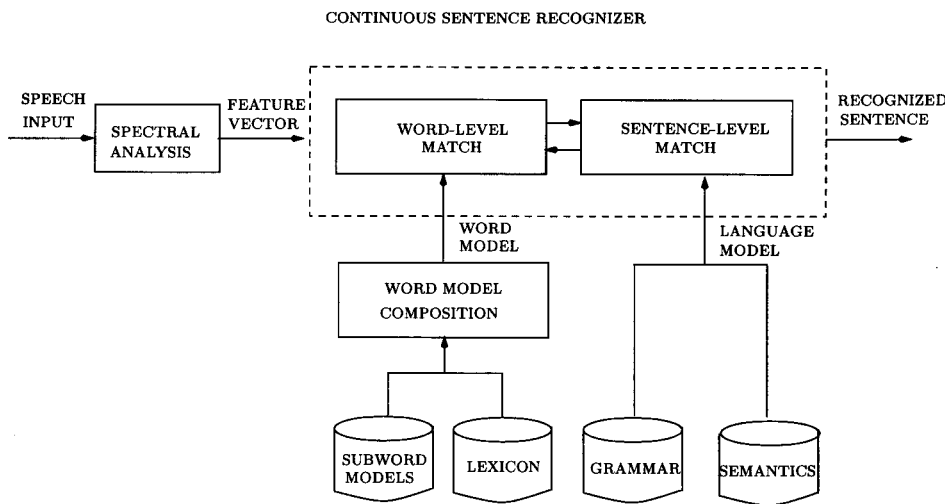 CONTINUOUS SENTENCE RECOGNIZER
SPEECH
INPUT
SPECTRAL
ANALYSIS
FEATURE
VECTOR
WORD-LEVEL
MATCH
SENTENCE-LEVEL
MATCH
RECOGNIZED
SENTENCE
WORD
MODEL
LANGUAGE
MODEL
WORD MODEL
COMPOSITION
SUBWORD
MODELS
LEXICON
GRAMMAR
SEMANTICS